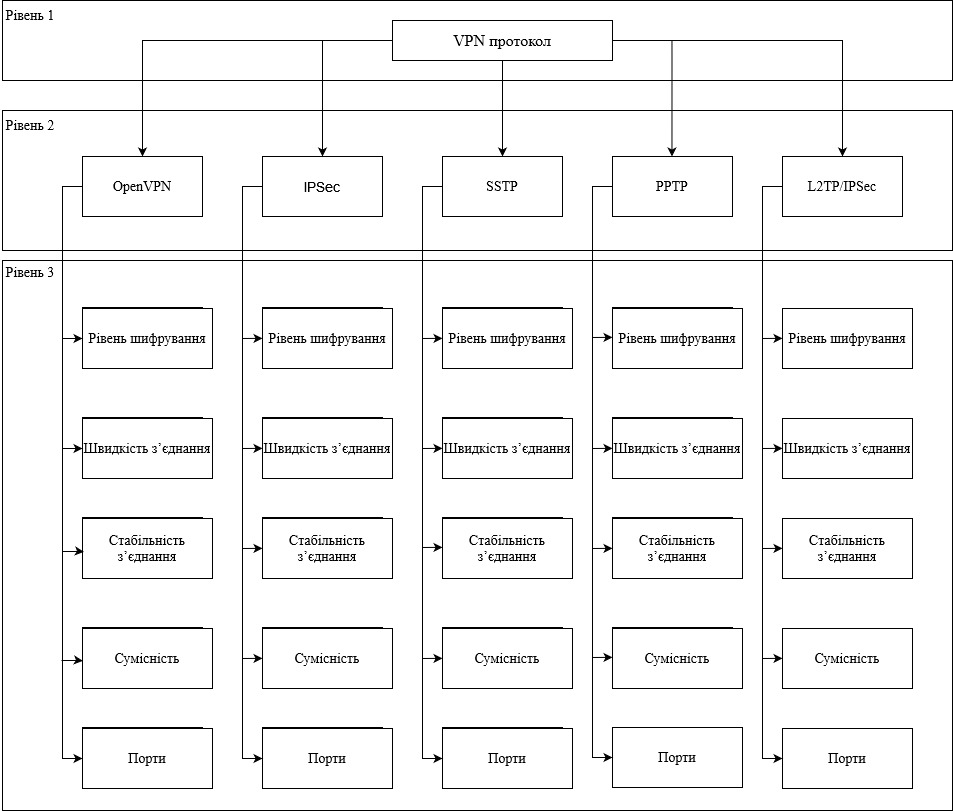 Рівень 1
VPN протокол
Рівень 2
OpenVPN
IPSec
SSTP
PPTP
L2TP/IPSec
Рівень 3
Рівень шифрування
Рівень шифрування
Рівень шифрування
Рівень шифрування
Рівень шифрування
Швидкість з’єднання
Швидкість з’єднання
Швидкість з’єднання
Швидкість з’єднання
Швидкість з’єднання
Стабільність
з’єднання
Стабільність
з’єднання
Стабільність
з’єднання
Стабільність
з’єднання
Стабільність
з’єднання
Сумісність
Сумісність
Сумісність
Сумісність
Сумісність
Порти
Порти
Порти
Порти
Порти